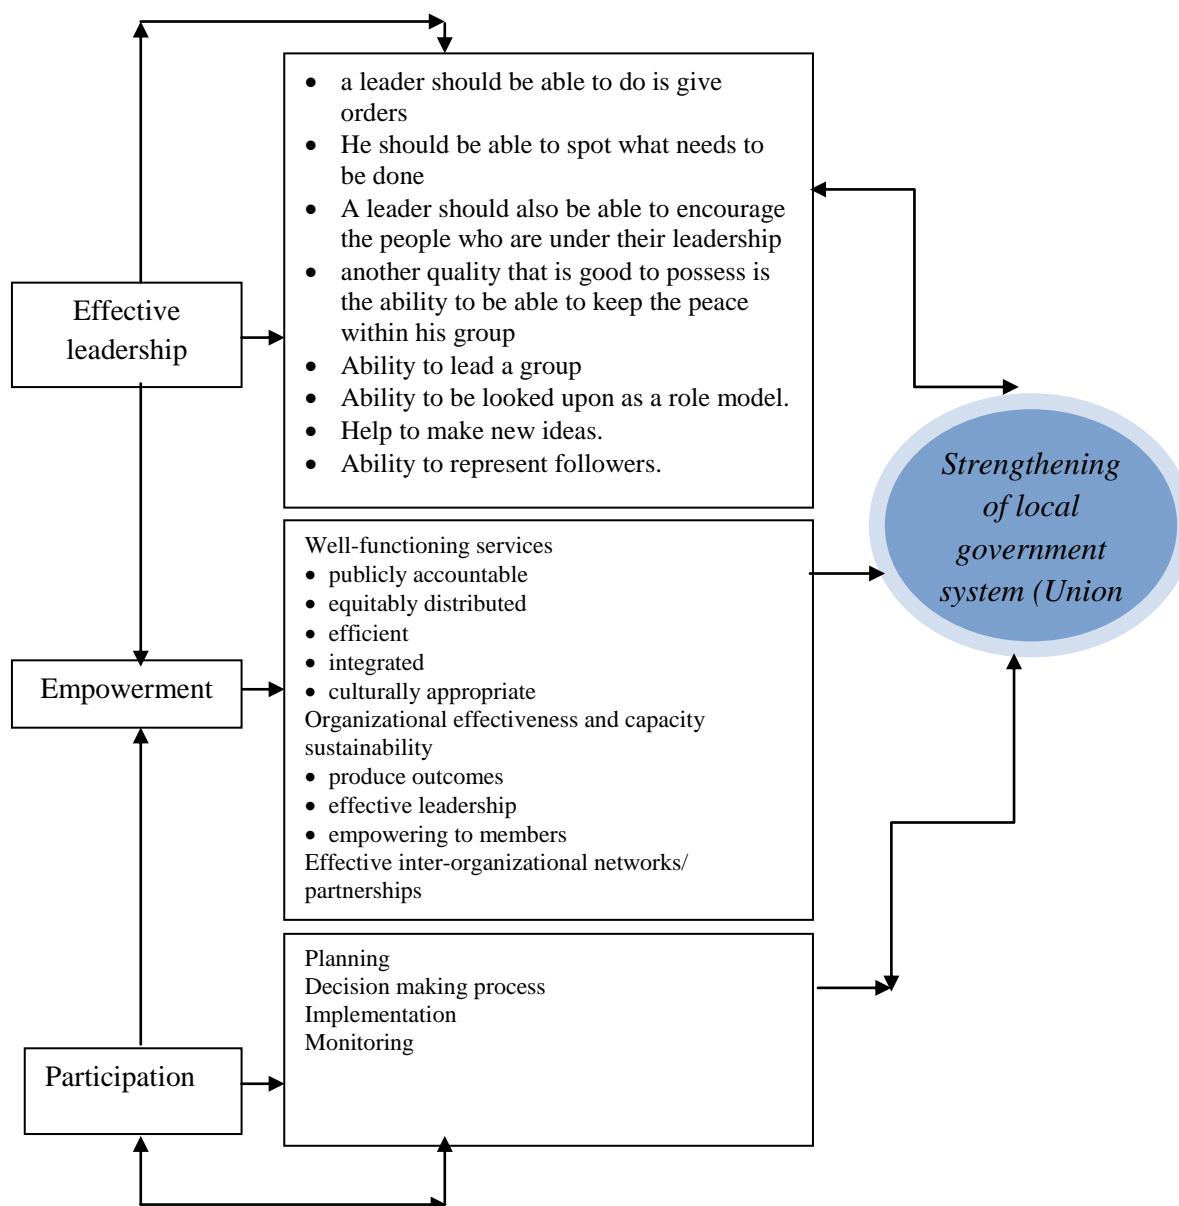 • a leader should be able to do is give
orders
• He should be able to spot what needs to
be done
• A leader should also be able to encourage
the people who are under their leadership
• another quality that is good to possess is
the ability to be able to keep the peace
within his group
• Ability to lead a group
• Ability to be looked upon as a role model.
• Help to make new ideas.
• Ability to represent followers.
Effective
leadership
Strengthening
of local
government
system (Union
Well-functioning services
• publicly accountable
• equitably distributed
• efficient
• integrated
• culturally appropriate
Organizational effectiveness and capacity
sustainability
• produce outcomes
• effective leadership
• empowering to members
Effective inter-organizational networks/
partnerships
Empowerment
Planning
Decision making process
Implementation
Monitoring
Participation